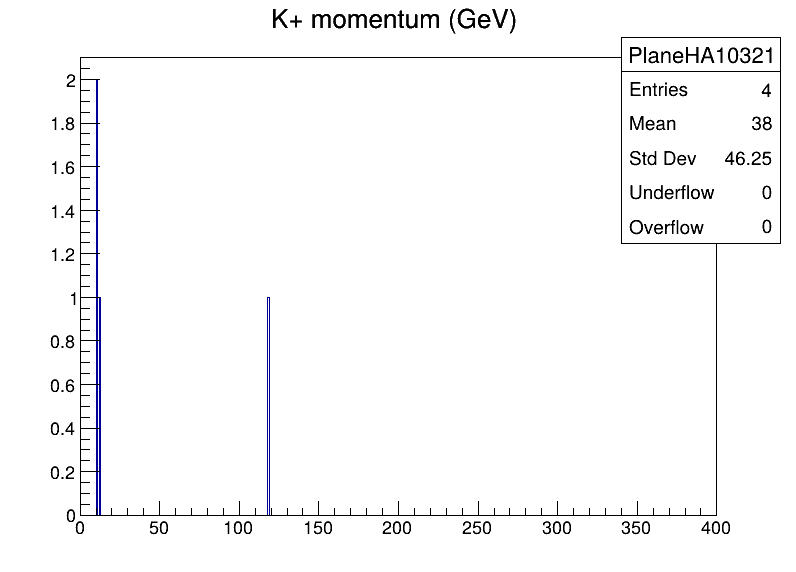 K+ momentum (GeV)
PlaneHA10321
Entries 4
Mean 38
Std Dev 46.25
Underflow 0
Overflow 0
2
1.8
1.6
1.4
1.2
1
0.8
0.6
0.4
0.2
0
0 50 100 150 200 250 300 350 400